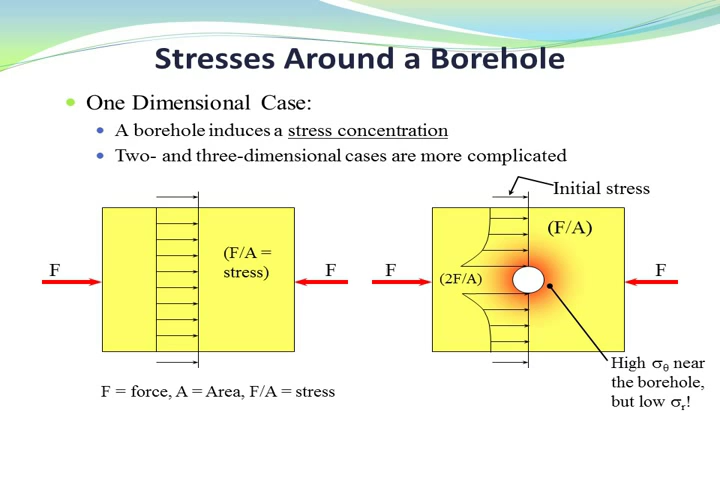 Stresses Around a Borehole
One Dimensional Case:
A borehole induces a stress concentration
Two- and three-dimensional cases are more complicated
Initial stress
(F/A)
(F/A =
stress)
F
F
F
(2F/A)
F
High σθ near
the borehole,
but low σr!
F = force, A = Area, F/A = stress